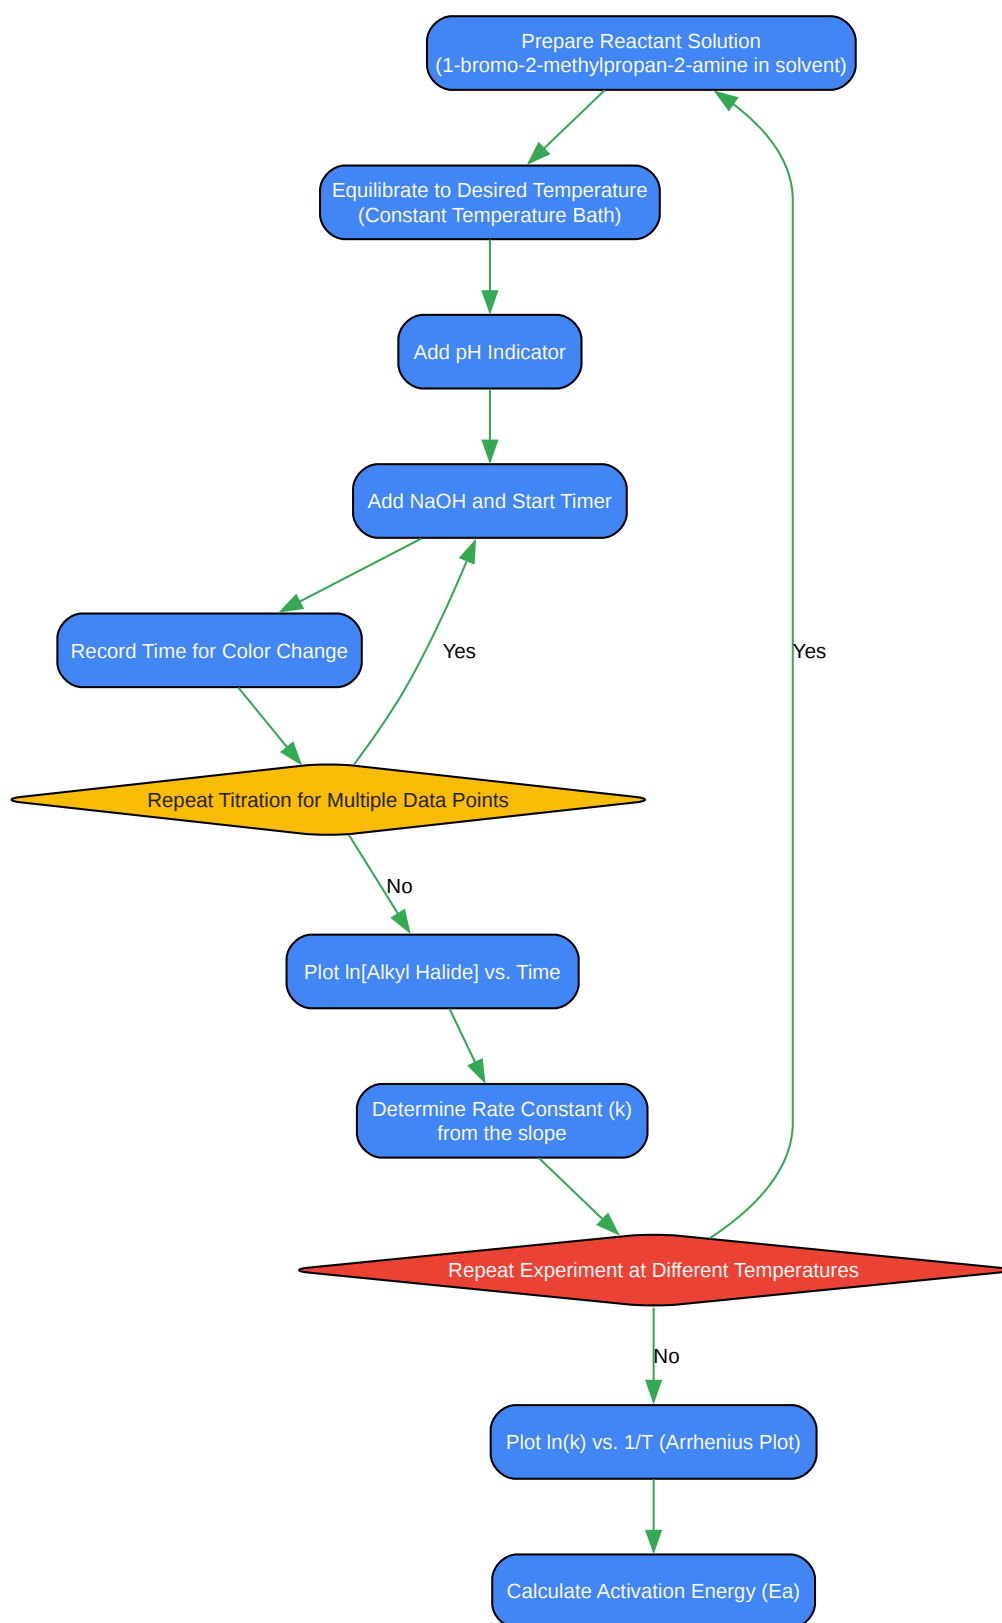 Prepare Reactant Solution
(1-bromo-2-methylpropan-2-amine in solvent)
Equilibrate to Desired Temperature
(Constant Temperature Bath)
Add pH Indicator
Add NaOH and Start Timer
Record Time for Color Change
Yes
Yes
Repeat Titration for Multiple Data Points
No
Plot ln[Alkyl Halide] vs. Time
Determine Rate Constant (k)
from the slope
Repeat Experiment at Different Temperatures
No
Plot ln(k) vs. 1/T (Arrhenius Plot)
Calculate Activation Energy (Ea)